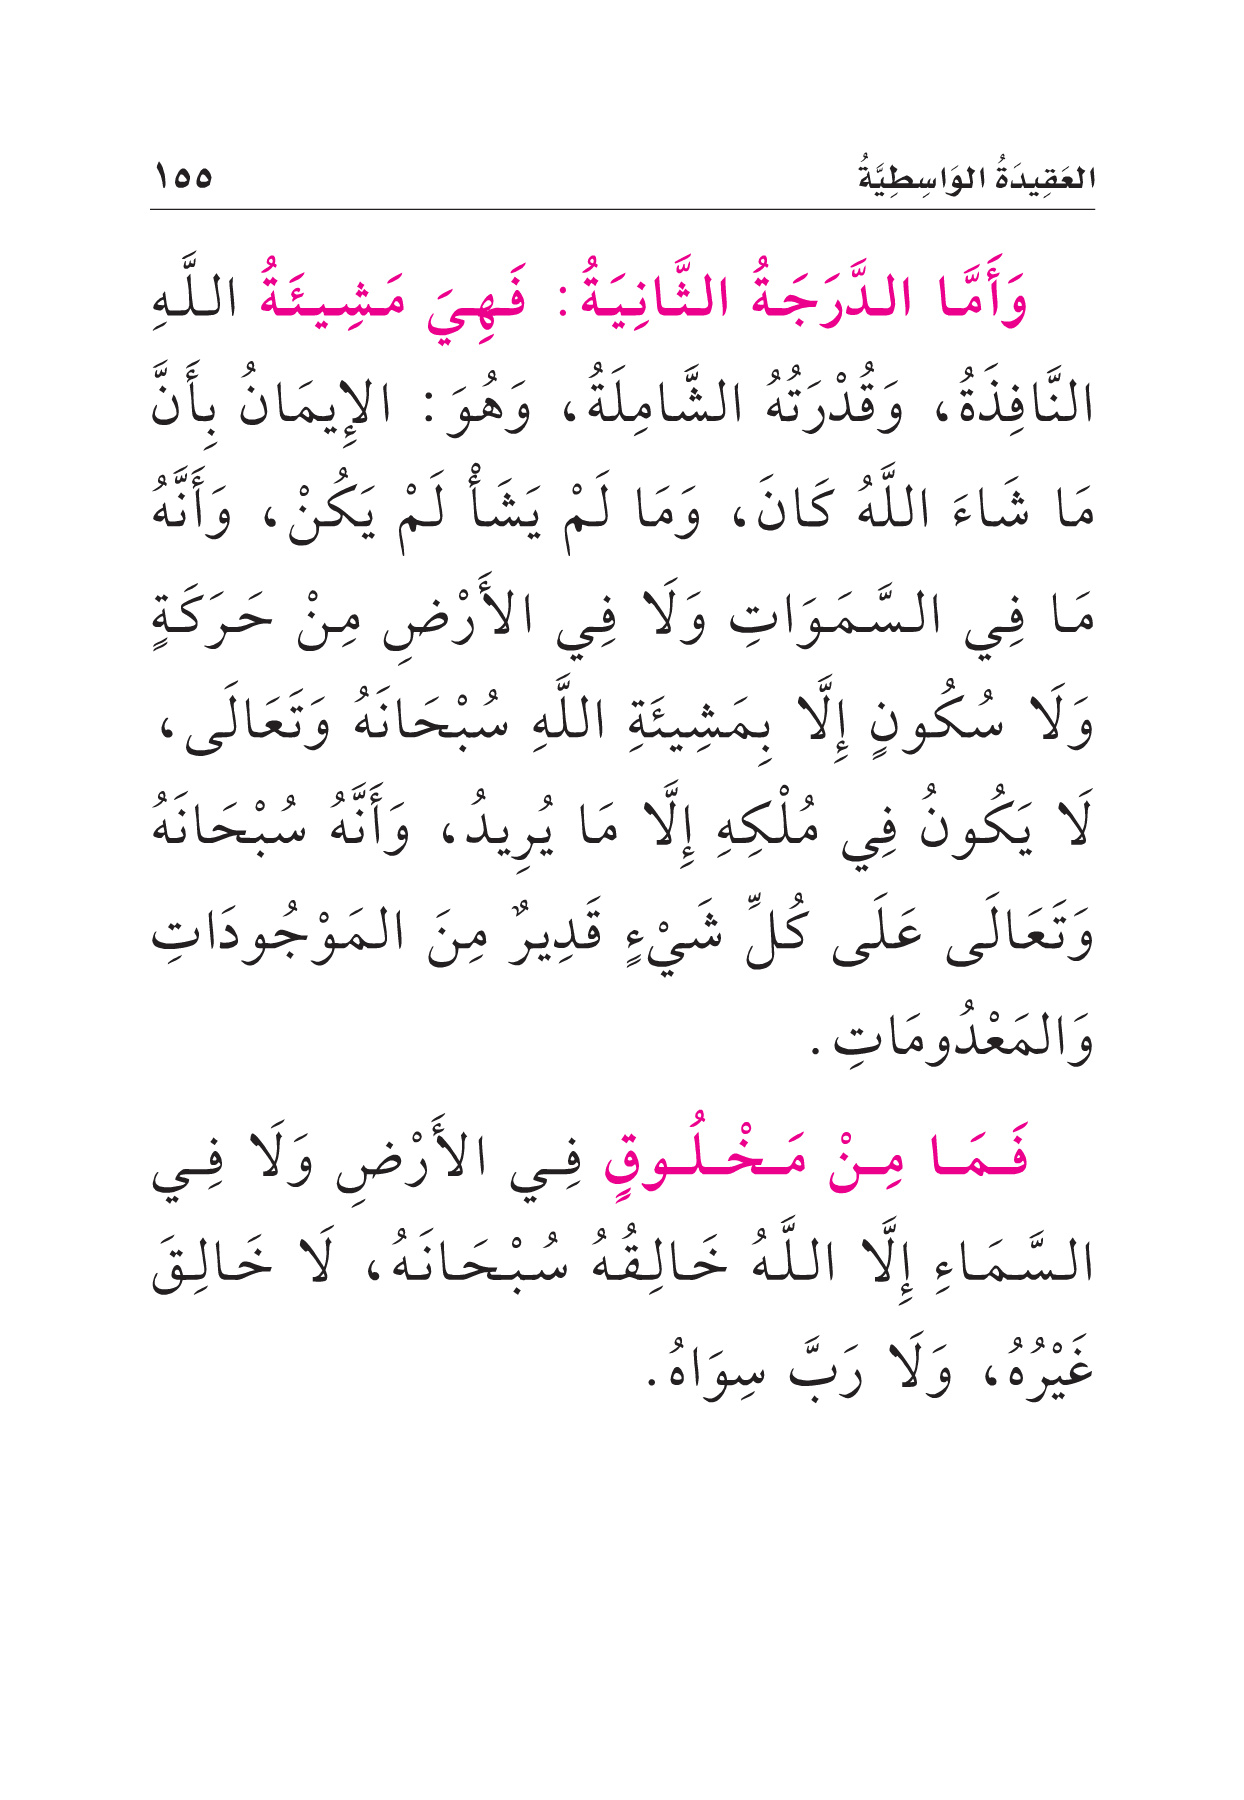 العَقِيدَةُ الوَاسِطِيَّةُ ١٥٥
وَأَمَّا الدَّرَجَةُ الثَّانِيَةُ: فَهِيَ مَشِيئَةُ اللَّهِ
النَّافِذَةُ، وَقُدْرَتُهُ الشَّامِلَةُ، وَهُوَ: الإِيمَانُ بِأَنَّ
مَا شَاءَ اللَّهُ كَانَ، وَمَا لَمْ يَشَأْ لَمْ يَكُنْ، وَأَنَّهُ
مَا فِي السَّمَوَاتِ وَلَا فِي الأَرْضِ مِنْ حَرَكَةٍ
وَلَا سُكُونٍ إِلَّا بِمَشِيئَةِ اللَّهِ سُبْحَانَهُ وَتَعَالَى،
لَا يَكُونُ فِي مُلْكِهِ إِلَّا مَا يُرِيدُ، وَأَنَّهُ سُبْحَانَهُ
وَتَعَالَى عَلَى كُلِّ شَيْءٍ قَدِيرٌ مِنَ المَوْجُودَاتِ
وَالمَعْدُومَاتِ.
فَمَا مِنْ مَخْلُوقٍ فِي الأَرْضِ وَلَا فِي
السَّمَاءِ إِلَّا اللَّهُ خَالِقُهُ سُبْحَانَهُ، لَا خَالِقَ
غَيْرُهُ، وَلَا رَبَّ سِوَاهُ.